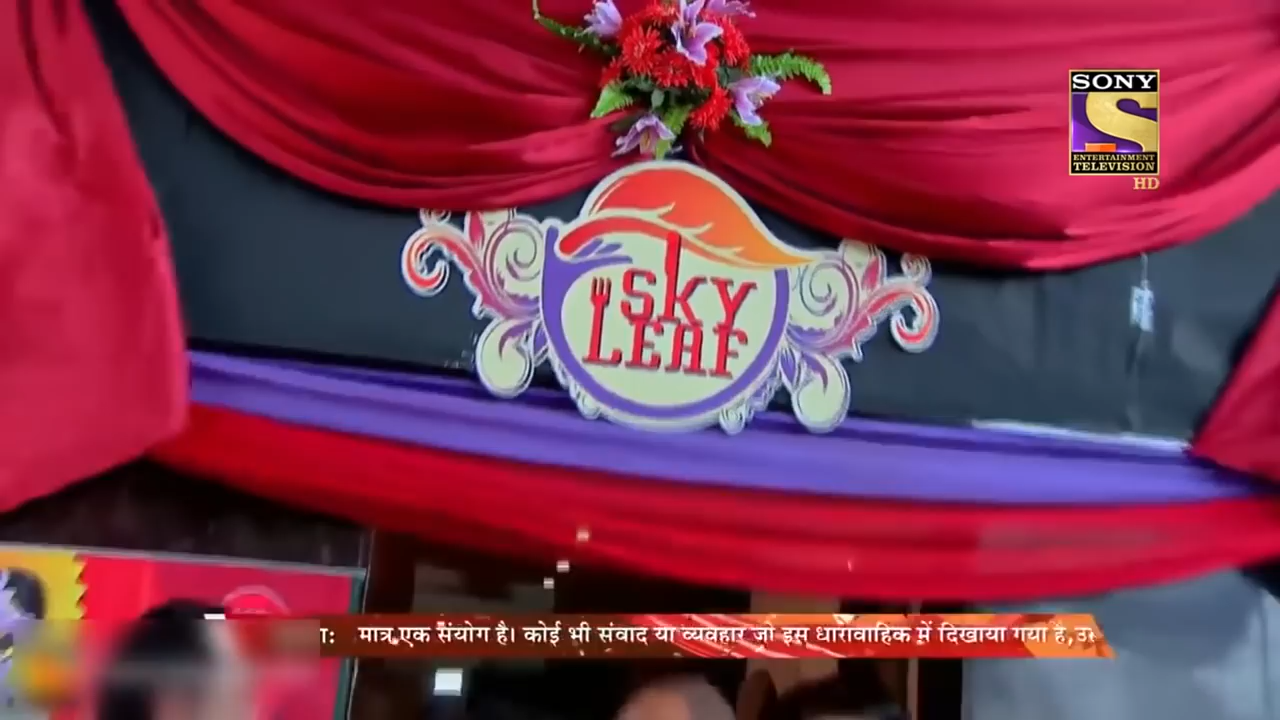 SONY
ENTERTAINMENT
TELEVISION
HD
SKY
LEAF
मात्र एक संयोग है। कोई भी संवाद या व्यवहार जो इस धारावाहिक में दिखाया गया है,